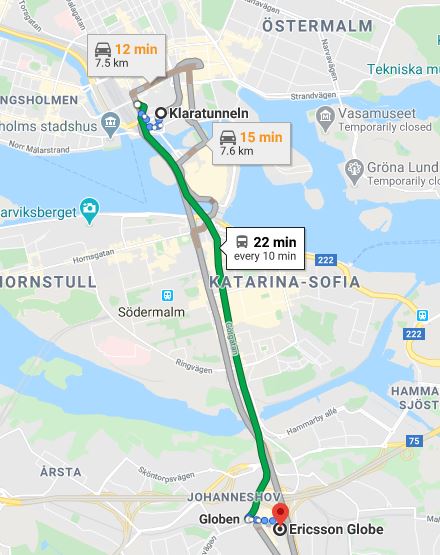 ÖSTERMALM
Narvavägen
12 min
7.5 km
Tekniska mu
NGSHOLMEN
Strandvägen
Klaratunneln
Vasamuseet
Temporarily closed
holms stadshus
Norr Mälarstrand
15 min
7.6 km
Gröna Lund
Temporarily closed
arviksberget
22 min
every 10 min
Hornsgatan
222
HORNSTULL
KATARINA-SOFIA
Södermalm
Götgatan
222
Ringvägen
HAMMA
SJÖST
Hammarby allé
75
ÅRSTA
Sköntorpsvägen
JOHANNESHOV
Globen
Ericsson Globe